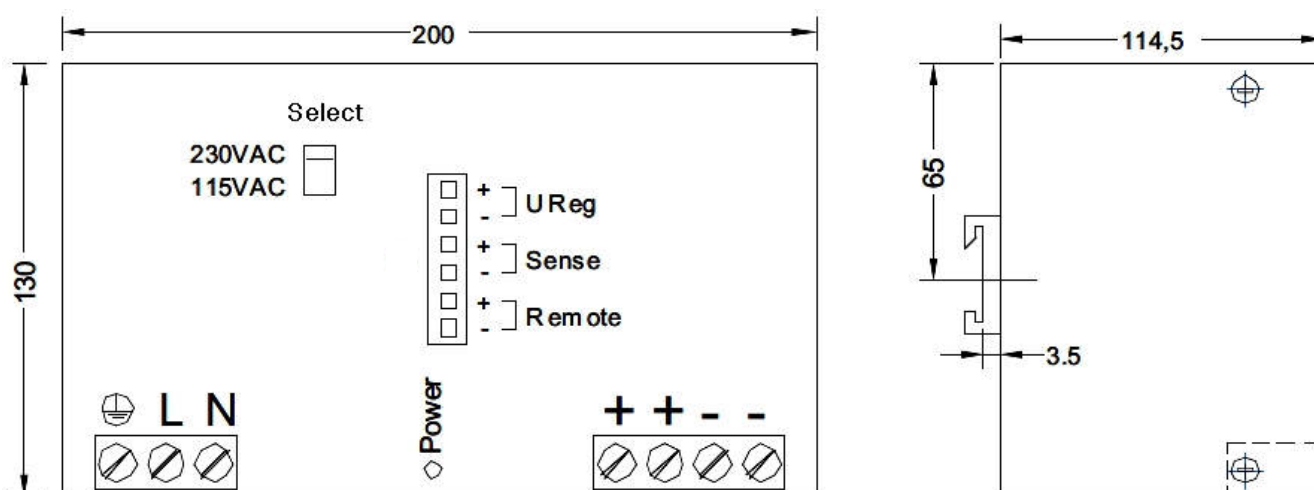 200
114,5
Select
230VAC
115VAC
+
-
U Reg
+
-
Sense
+
-
Remote
130
65
3.5
L N
Power
+ + - -